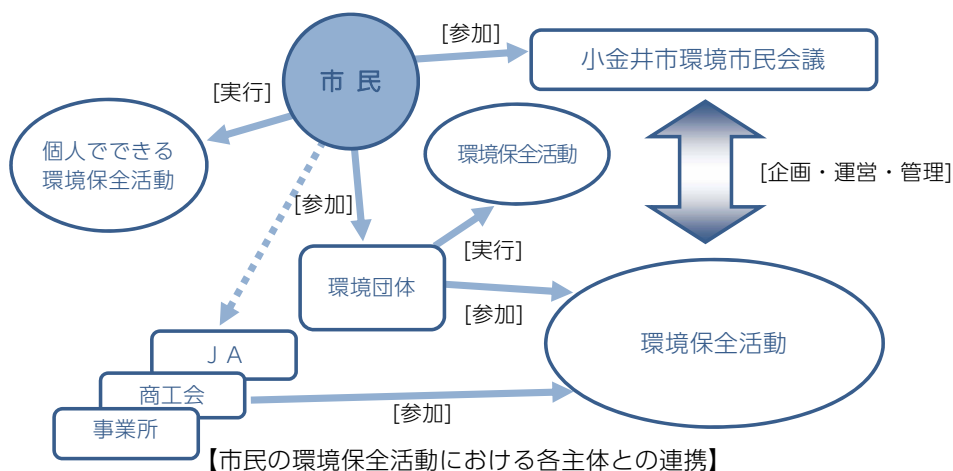 [参加]
小金井市環境市民会議
市 民
[実行]
個人でできる
環境保全活動
環境保全活動
[企画・運営・管理]
[参加]
[実行]
環境団体
[参加]
環境保全活動
ＪＡ
商工会
事業所
[参加]
【市民の環境保全活動における各主体との連携】